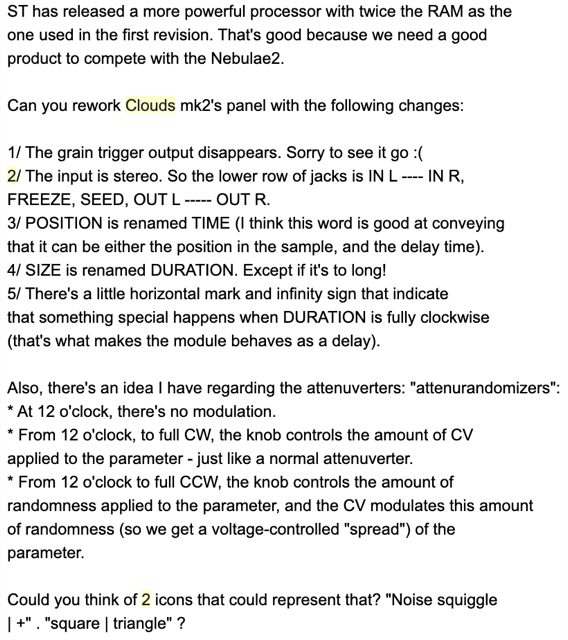 ST has released a more powerful processor with twice the RAM as the
one used in the first revision. That's good because we need a good
product to compete with the Nebulae2.
Can you rework Clouds mk2's panel with the following changes:
1/ The grain trigger output disappears. Sorry to see it go :(
2/ The input is stereo. So the lower row of jacks is IN L ---- IN R,
FREEZE, SEED, OUT L ----- OUT R.
3/ POSITION is renamed TIME (I think this word is good at conveying
that it can be either the position in the sample, and the delay time).
4/ SIZE is renamed DURATION. Except if it's to long!
5/ There's a little horizontal mark and infinity sign that indicate
that something special happens when DURATION is fully clockwise
(that's what makes the module behaves as a delay).
Also, there's an idea I have regarding the attenuverters: "attenurandomizers":
* At 12 o'clock, there's no modulation.
* From 12 o'clock, to full CW, the knob controls the amount of CV
applied to the parameter - just like a normal attenuverter.
* From 12 o'clock to full CCW, the knob controls the amount of
randomness applied to the parameter, and the CV modulates this amount
of randomness (so we get a voltage-controlled "spread") of the
parameter.
Could you think of 2 icons that could represent that? "Noise squiggle
| +" . "square | triangle" ?